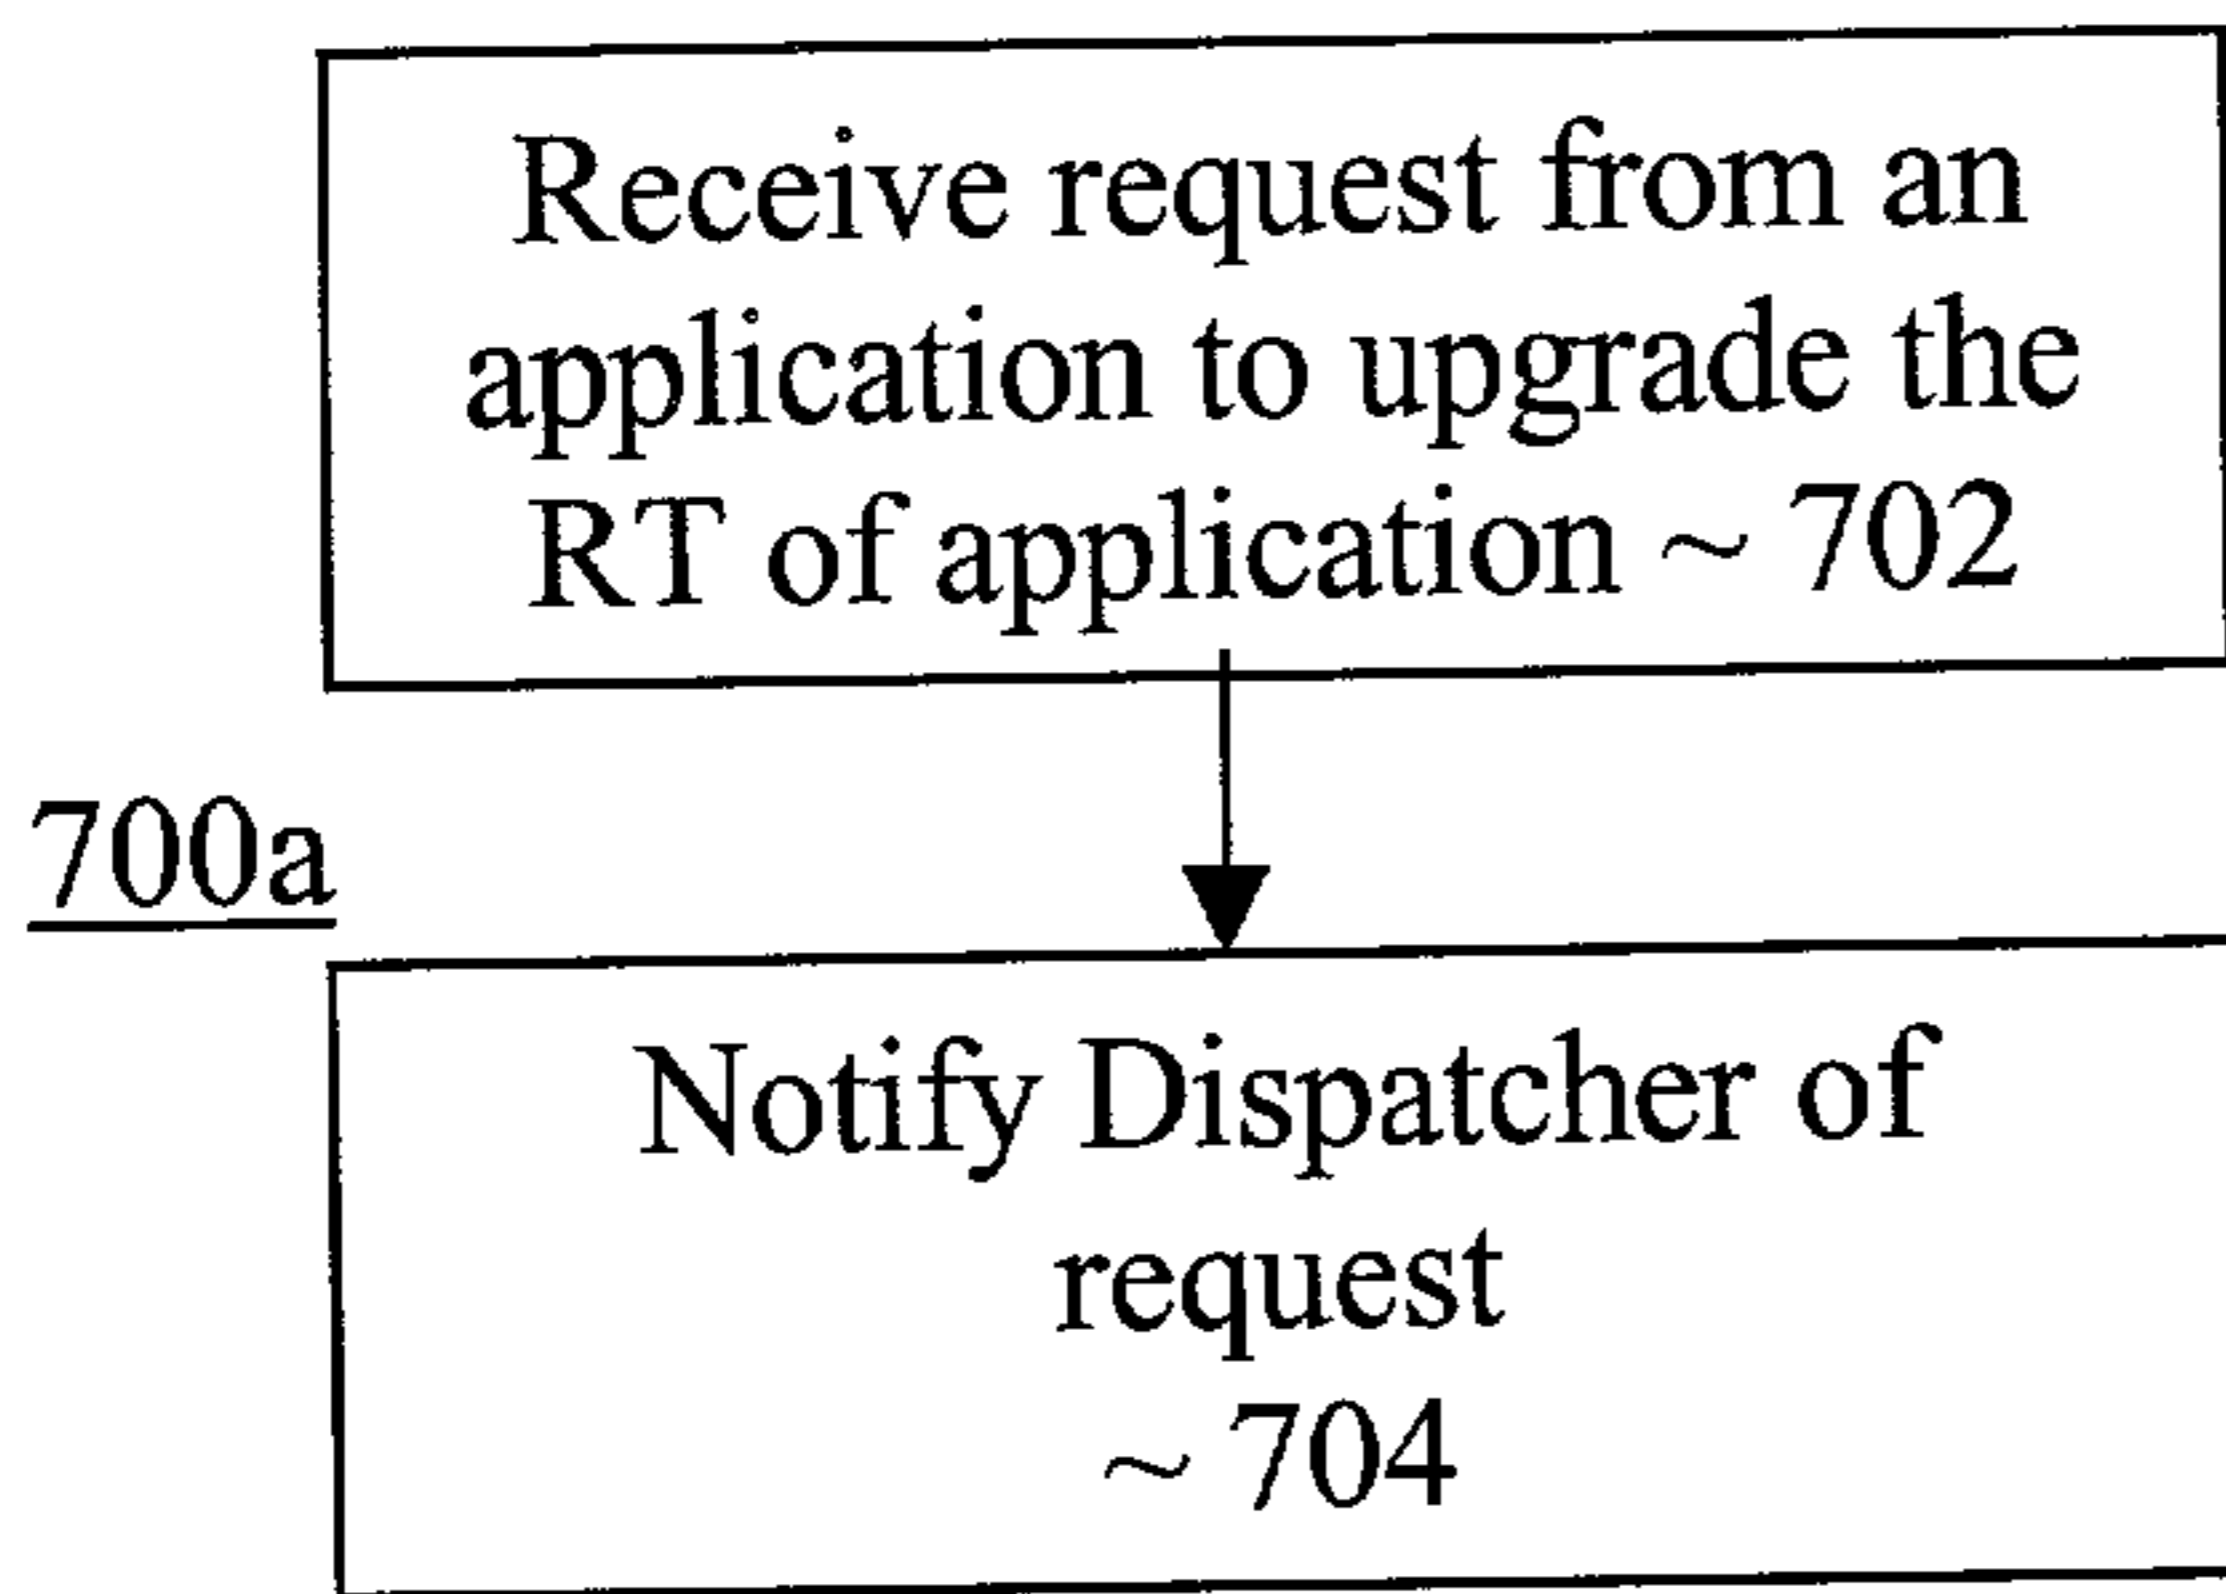 Receive request from an
application to upgrade the
RT of application ~ 702
700a
Notify Dispatcher of
request
~ 704